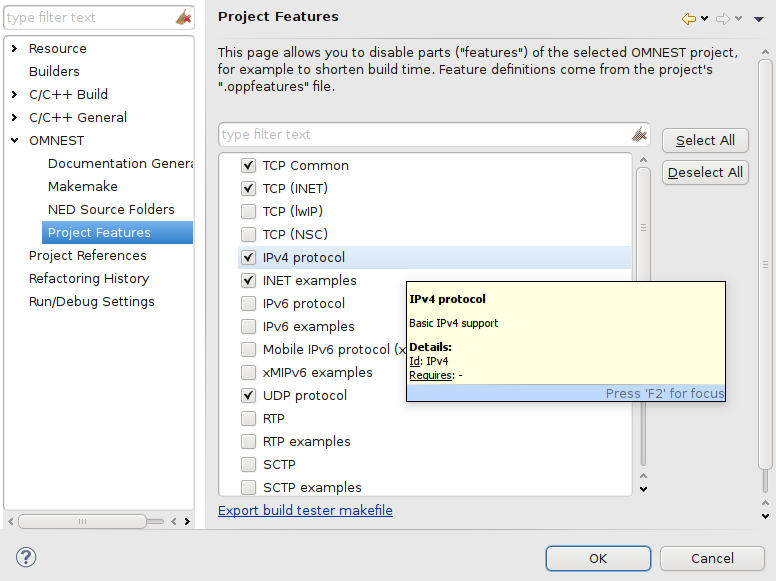 type filter text
Resource
Builders
C/C++ Build
C/C++ General
OMNEST
Documentation Genera
Makemake
NED Source Folders
Project Features
Project References
Refactoring History
Run/Debug Settings
Project Features
This page allows you to disable parts ("features") of the selected OMNEST project,
for example to shorten build time. Feature definitions come from the project's
".oppfeatures" file.
type filter text
Select All
Deselect All
TCP Common
TCP (INET)
TCP (lwIP)
TCP (NSC)
IPv4 protocol
INET examples
IPv6 protocol
IPv6 examples
Mobile IPv6 protocol (x
xMIPv6 examples
UDP protocol
RTP
RTP examples
SCTP
SCTP examples
IPv4 protocol
Basic IPv4 support
Details:
Id: IPv4
Requires: -
Press 'F2' for focus
Export build tester makefile
?
OK
Cancel